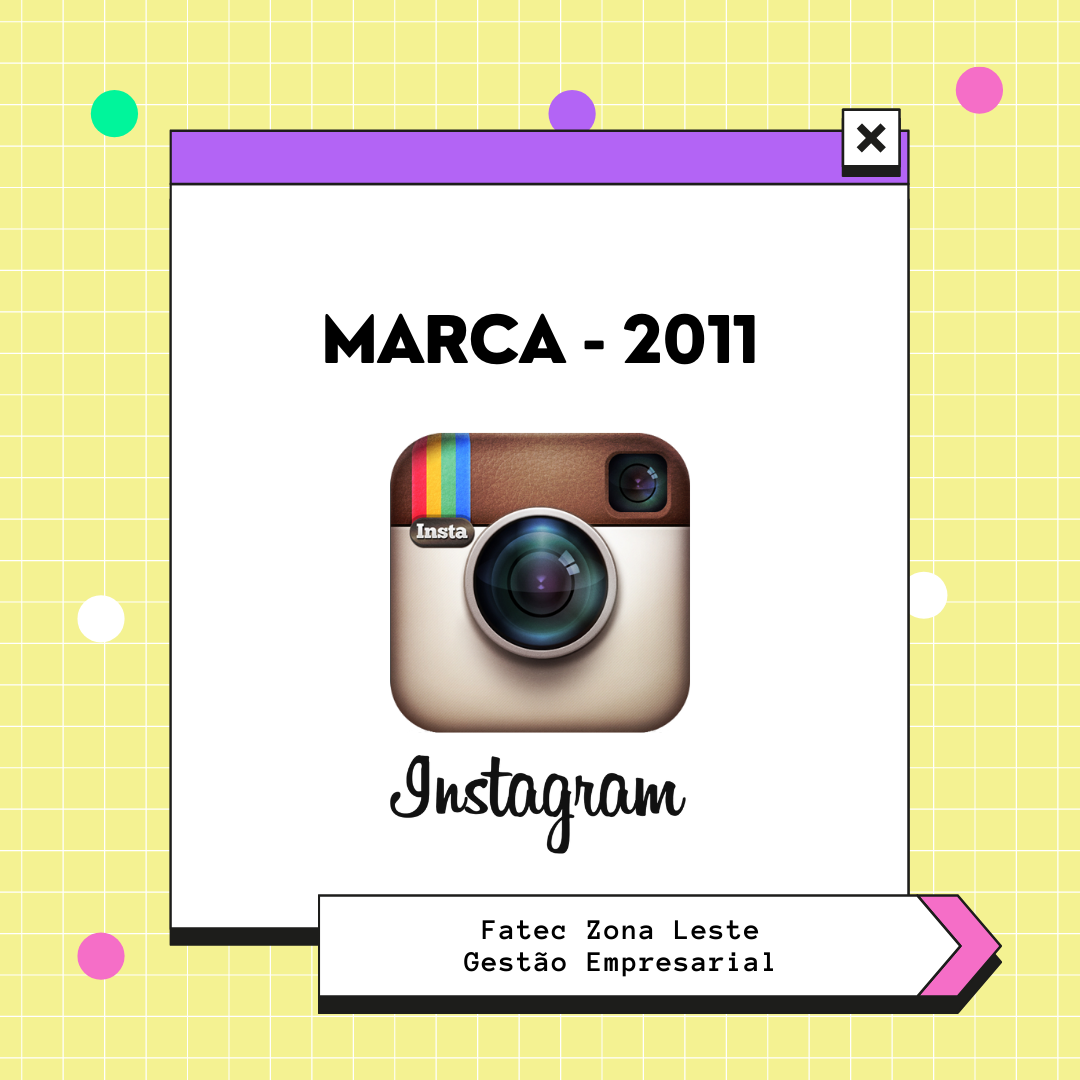 MARCA - 2011
Insta
Instagram
Fatec Zona Leste
Gestão Empresarial